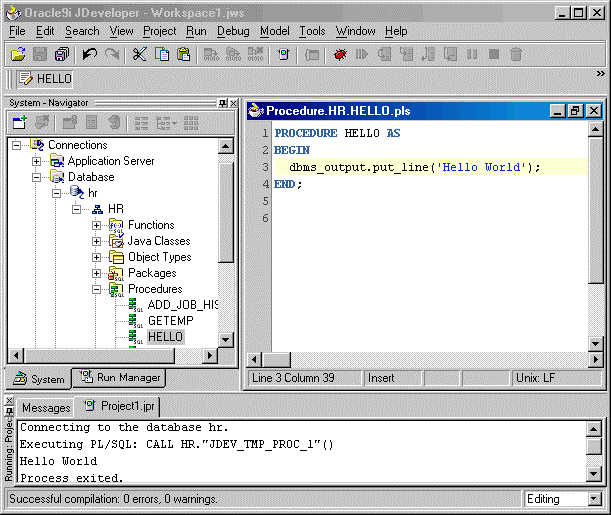 Oracle9i JDeveloper - Workspace1.jws
File Edit Search View Project Run Debug Model Tools Window Help
HELLO
System - Navigator
Connections
Application Server
Database
hr
HR
Functions
Java Classes
Object Types
Packages
Procedures
ADD_JOB_HIS
GETEMP
HELLO
System Run Manager
Procedure.HR.HELLO.pls
1 PROCEDURE HELLO AS
2 BEGIN
3 dbms_output.put_line('Hello World');
4 END;
5
6
Line 3 Column 39 Insert Unix: LF
Running: Projec
Messages Project1.jpr
Connecting to the database hr.
Executing PL/SQL: CALL HR."JDEV_TMP_PROC_1"()
Hello World
Process exited.
Successful compilation: 0 errors, 0 warnings. Editing